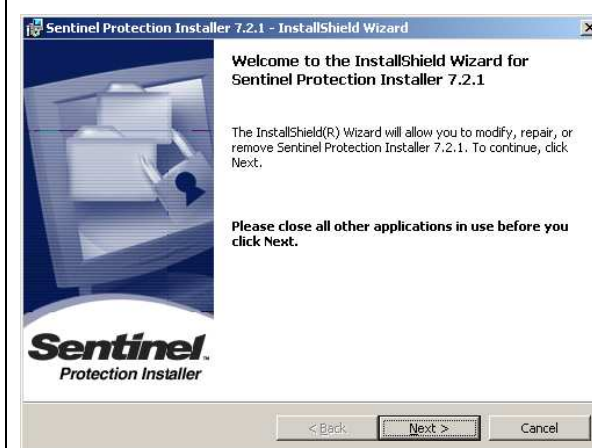 Sentinel Protection Installer 7.2.1 - InstallShield Wizard
Welcome to the InstallShield Wizard for
Sentinel Protection Installer 7.2.1
The InstallShield(R) Wizard will allow you to modify, repair, or
remove Sentinel Protection Installer 7.2.1. To continue, click
Next.
Please close all other applications in use before you
click Next.
Sentinel
Protection Installer
< Back
Next >
Cancel